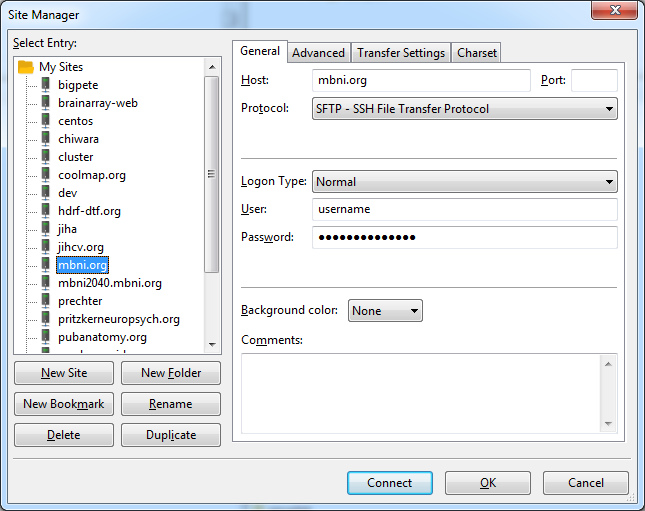 Site Manager
Select Entry:
My Sites
bigpete
brainarray-web
centos
chiwara
cluster
coolmap.org
dev
hdrf-dtf.org
jiha
jihcv.org
mbni.org
mbni2040.mbni.org
prechter
pritzkerneuropsych.org
pubanatomy.org
New Site
New Folder
New Bookmark
Rename
Delete
Duplicate
General
Advanced
Transfer Settings
Charset
Host:
mbni.org
Port:
Protocol:
SFTP - SSH File Transfer Protocol
Logon Type:
Normal
User:
username
Password:
●●●●●●●●●●●●●●
Background color:
None
Comments:
Connect
OK
Cancel